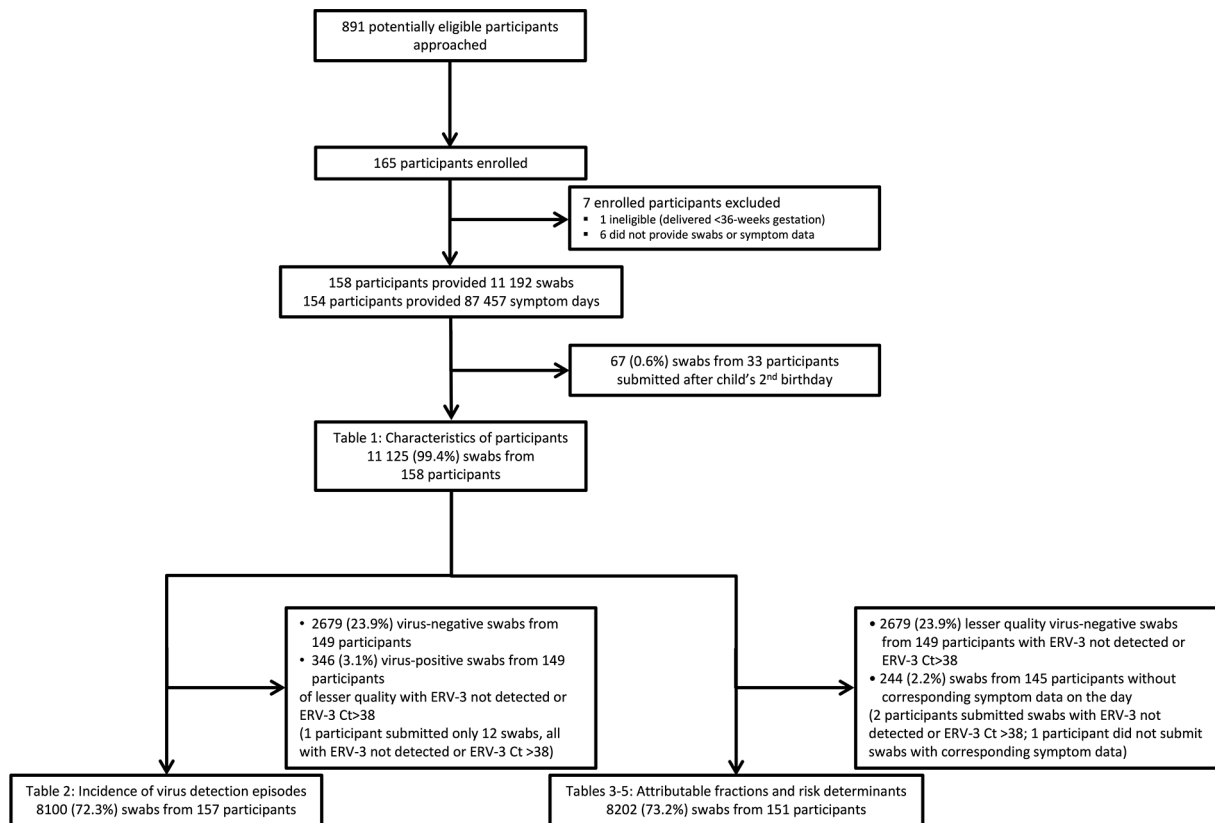 891 potentially eligible participants
approached
165 participants enrolled
7 enrolled participants excluded
▪ 1 ineligible (delivered <36-weeks gestation)
▪ 6 did not provide swabs or symptom data
158 participants provided 11 192 swabs
154 participants provided 87 457 symptom days
67 (0.6%) swabs from 33 participants
submitted after child's 2nd birthday
Table 1: Characteristics of participants
11 125 (99.4%) swabs from
158 participants
• 2679 (23.9%) virus-negative swabs from
149 participants
• 346 (3.1%) virus-positive swabs from 149
participants
of lesser quality with ERV-3 not detected or
ERV-3 Ct>38
(1 participant submitted only 12 swabs, all
with ERV-3 not detected or ERV-3 Ct >38)
• 2679 (23.9%) lesser quality virus-negative swabs
from 149 participants with ERV-3 not detected or
ERV-3 Ct>38
• 244 (2.2%) swabs from 145 participants without
corresponding symptom data on the day
(2 participants submitted swabs with ERV-3 not
detected or ERV-3 Ct >38; 1 participant did not submit
swabs with corresponding symptom data)
Table 2: Incidence of virus detection episodes
8100 (72.3%) swabs from 157 participants
Tables 3-5: Attributable fractions and risk determinants
8202 (73.2%) swabs from 151 participants